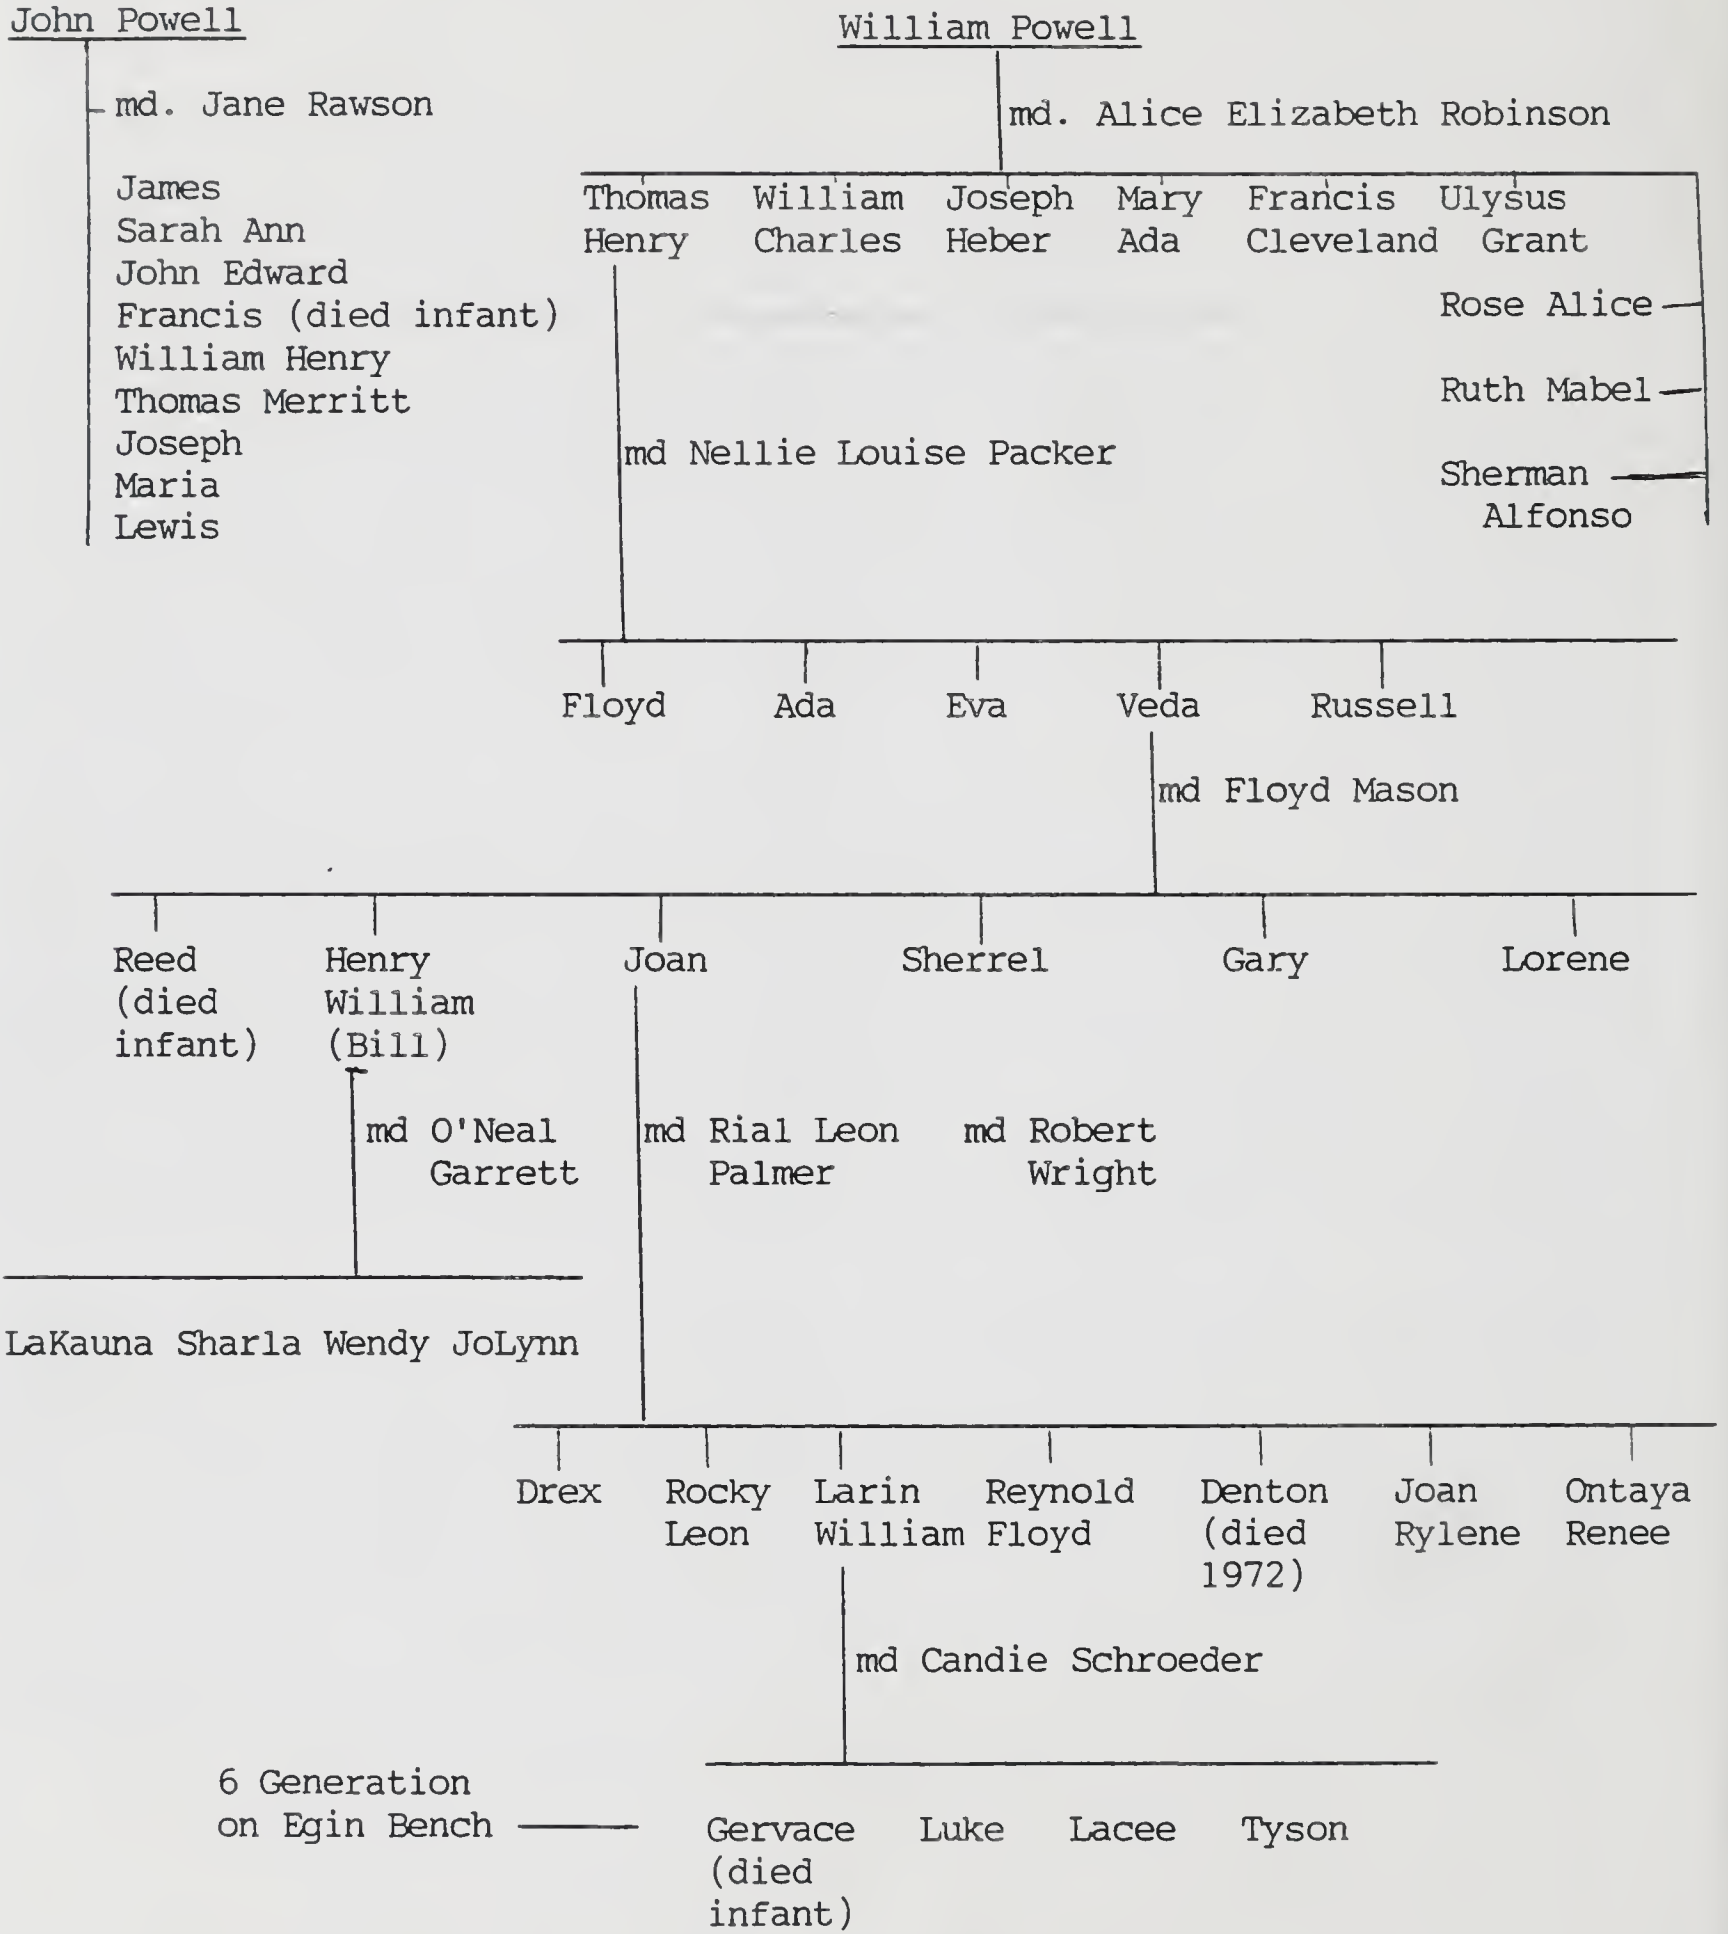 John Powell
md. Jane Rawson
James
Sarah Ann
John Edward
Francis (died infant)
William Henry
Thomas Merritt
Joseph
Maria
Lewis
William Powell
md. Alice Elizabeth Robinson
Thomas William Joseph Mary Francis Ulysus
Henry Charles Heber Ada Cleveland Grant
Rose Alice
Ruth Mabel
Sherman
Alfonso
md Nellie Louise Packer
Floyd Ada Eva Veda Russell
md Floyd Mason
Reed Henry Joan Sherrel Gary Lorene
(died William
infant) (Bill)
md O'Neal md Rial Leon md Robert
Garrett Palmer Wright
LaKauna Sharla Wendy JoLynn
Drex Rocky Larin Reynold Denton Joan Ontaya
Leon William Floyd (died Rylene Renee
1972)
md Candie Schroeder
6 Generation
on Egin Bench
Gervace Luke Lacee Tyson
(died
infant)